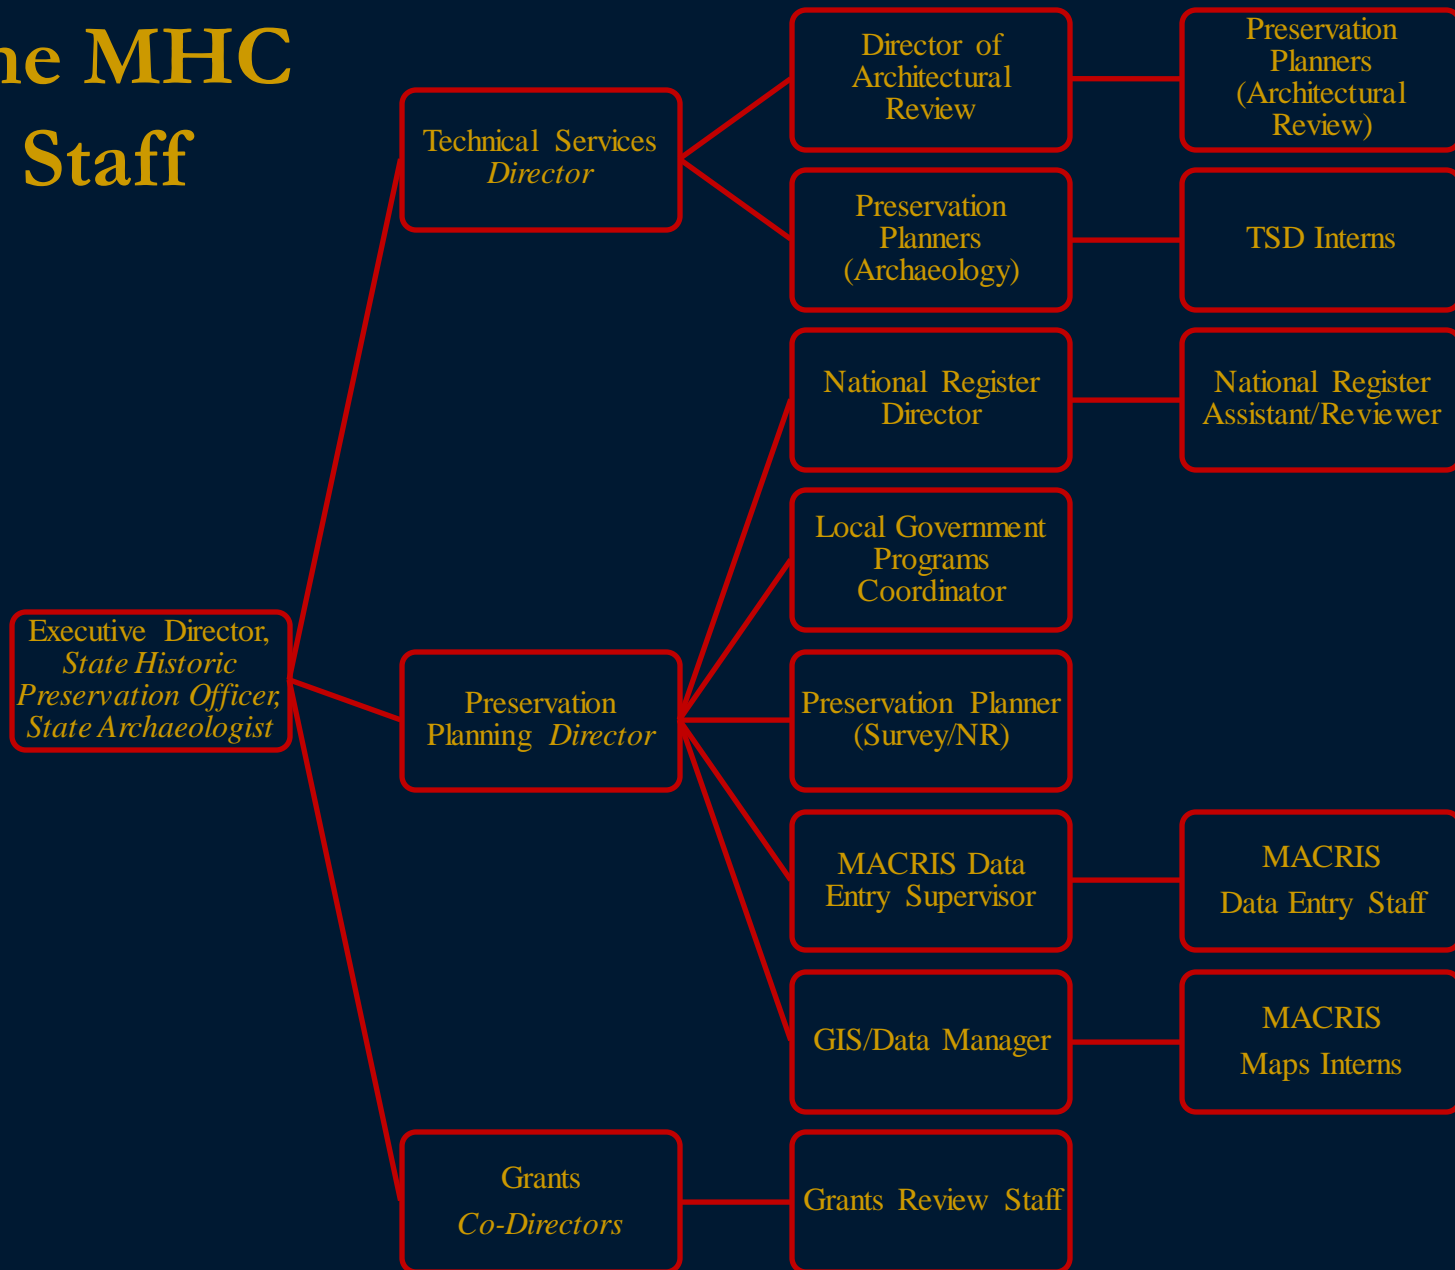 ne MHC
Staff
Director of
Architectural
Review
Preservation
Planners
(Architectural
Review)
Technical Services
Director
Preservation
Planners
(Archaeology)
TSD Interns
National Register
Director
National Register
Assistant/Reviewer
Local Government
Programs
Coordinator
Executive Director,
State Historic
Preservation Officer,
State Archaeologist
Preservation
Planning Director
Preservation Planner
(Survey/NR)
MACRIS Data
Entry Supervisor
MACRIS
Data Entry Staff
GIS/Data Manager
MACRIS
Maps Interns
Grants
Co-Directors
Grants Review Staff